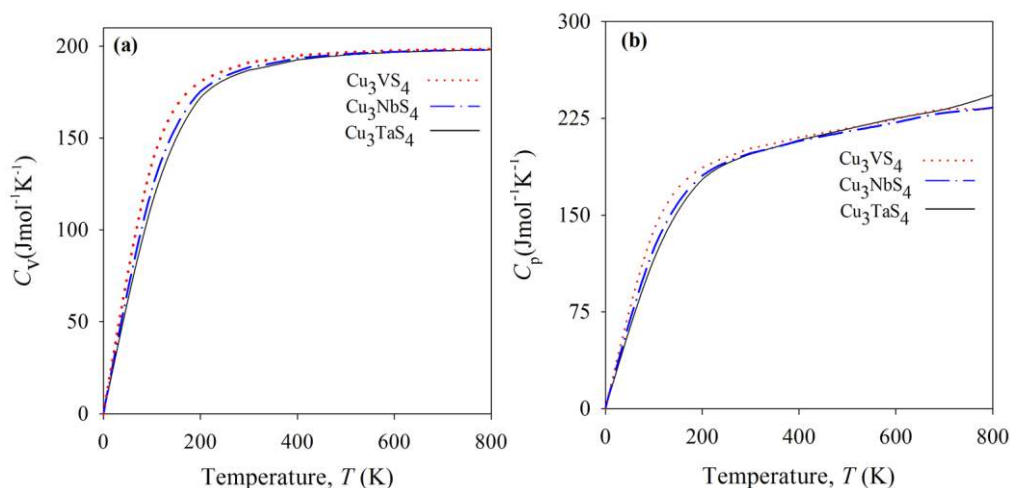 (a)
200
150
100
50
0
0 200 400 600 800
C_V(Jmol⁻¹K⁻¹)
Temperature, T (K)
Cu₃VS₄
Cu₃NbS₄
Cu₃TaS₄
(b)
300
225
150
75
0
0 200 400 600 800
C_p(Jmol⁻¹K⁻¹)
Temperature, T (K)
Cu₃VS₄
Cu₃NbS₄
Cu₃TaS₄